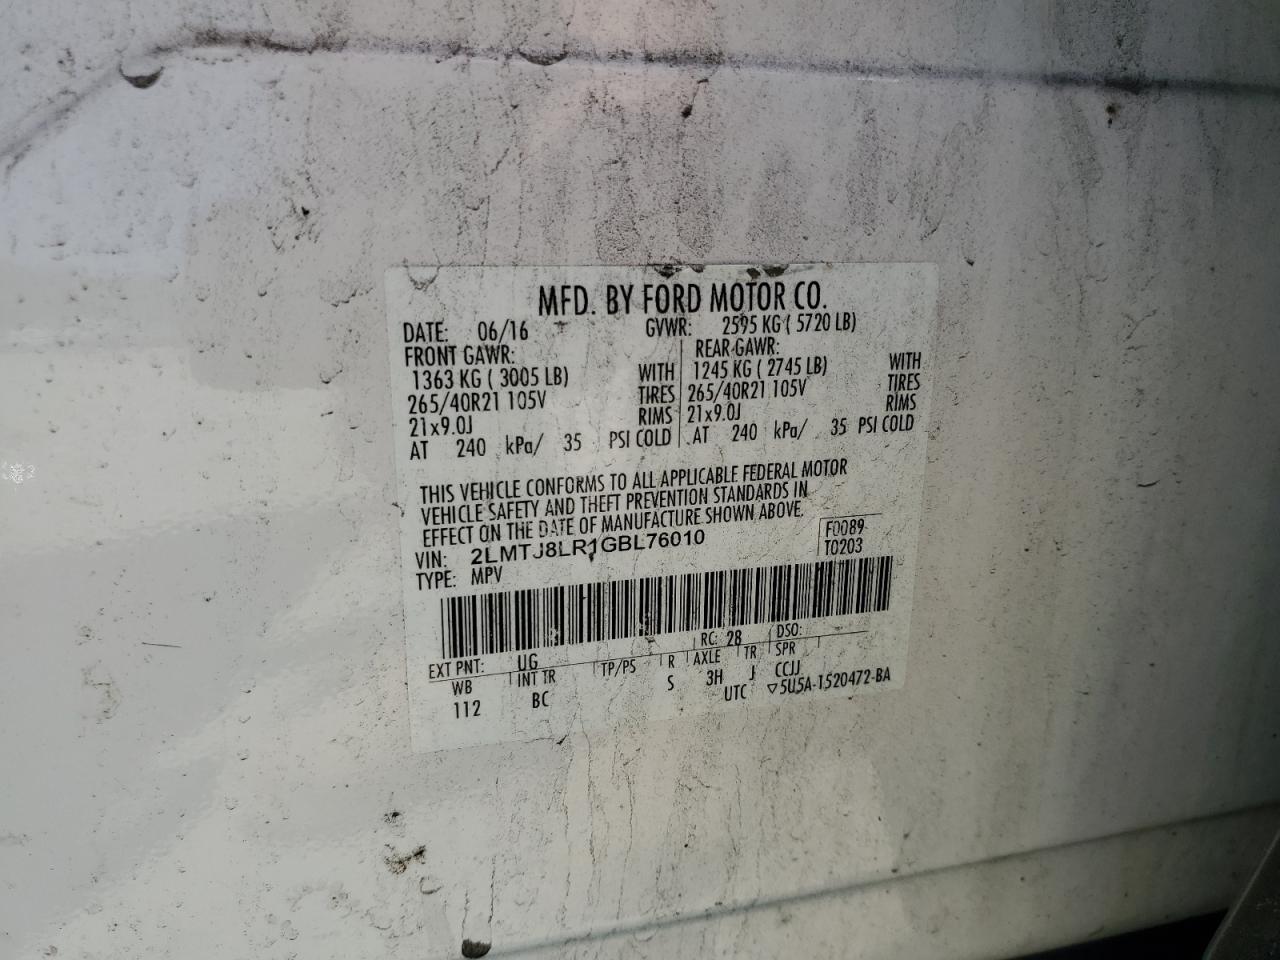 MFD. BY FORD MOTOR CO.
DATE: 06/16 GVWR: 2595 KG ( 5720 LB)
FRONT GAWR: REAR GAWR:
1363 KG ( 3005 LB) WITH 1245 KG ( 2745 LB) WITH
265/40R21 105V TIRES 265/40R21 105V TIRES
21x9.0J RIMS 21x9.0J RIMS
AT 240 kPa/ 35 PSI COLD AT 240 kPa/ 35 PSI COLD
THIS VEHICLE CONFORMS TO ALL APPLICABLE FEDERAL MOTOR
VEHICLE SAFETY AND THEFT PREVENTION STANDARDS IN
EFFECT ON THE DATE OF MANUFACTURE SHOWN ABOVE.
VIN: 2LMTJ8LR1GBL76010 F0089
TYPE: MPV T0203
EXT PNT: UG RC: 28 DSO:
WB INT TR TP/PS R AXLE TR SPR
112 BC S 3H J CCJJ
UTC ▽5U5A-1520472-BA